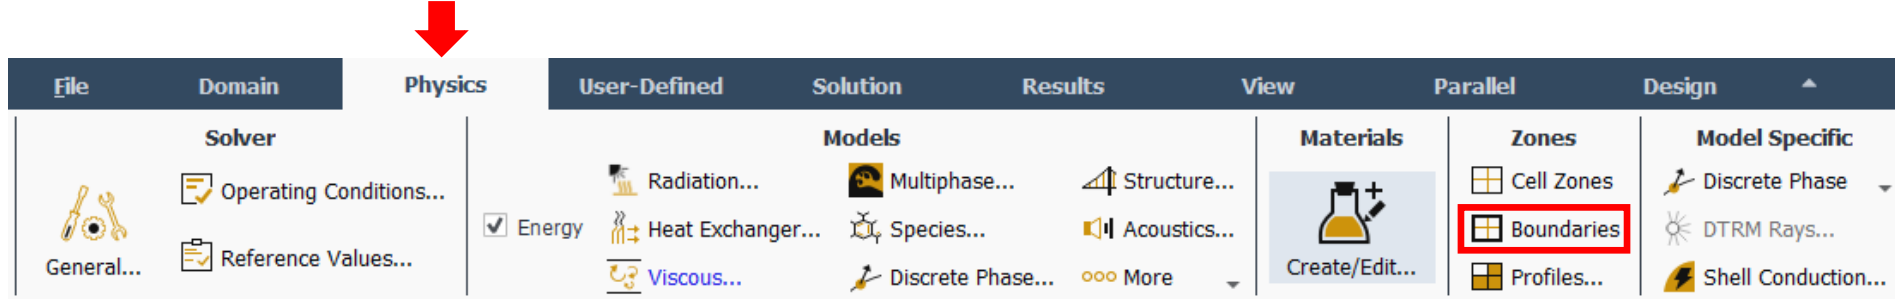 File Domain Physics User-Defined Solution Results View Parallel Design
Solver Models Materials Zones Model Specific
Radiation... Multiphase... Structure... Cell Zones Discrete Phase
Operating Conditions...
Energy Heat Exchanger... Species... Acoustics... Boundaries DTRM Rays...
Reference Values...
General... Create/Edit...
Viscous... Discrete Phase... More Profiles... Shell Conduction...